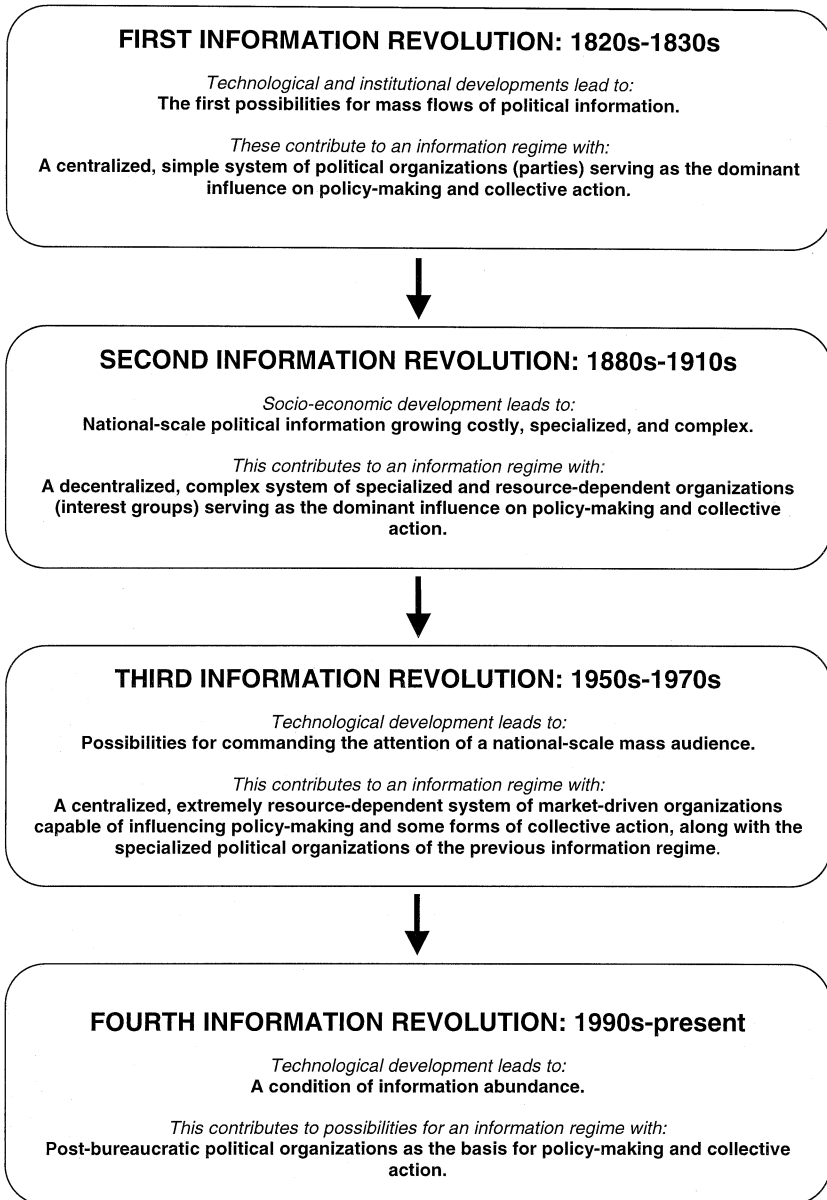 FIRST INFORMATION REVOLUTION: 1820s-1830s
Technological and institutional developments lead to:
The first possibilities for mass flows of political information.
These contribute to an information regime with:
A centralized, simple system of political organizations (parties) serving as the dominant
influence on policy-making and collective action.
SECOND INFORMATION REVOLUTION: 1880s-1910s
Socio-economic development leads to:
National-scale political information growing costly, specialized, and complex.
This contributes to an information regime with:
A decentralized, complex system of specialized and resource-dependent organizations
(interest groups) serving as the dominant influence on policy-making and collective
action.
THIRD INFORMATION REVOLUTION: 1950s-1970s
Technological development leads to:
Possibilities for commanding the attention of a national-scale mass audience.
This contributes to an information regime with:
A centralized, extremely resource-dependent system of market-driven organizations
capable of influencing policy-making and some forms of collective action, along with the
specialized political organizations of the previous information regime.
FOURTH INFORMATION REVOLUTION: 1990s-present
Technological development leads to:
A condition of information abundance.
This contributes to possibilities for an information regime with:
Post-bureaucratic political organizations as the basis for policy-making and collective
action.